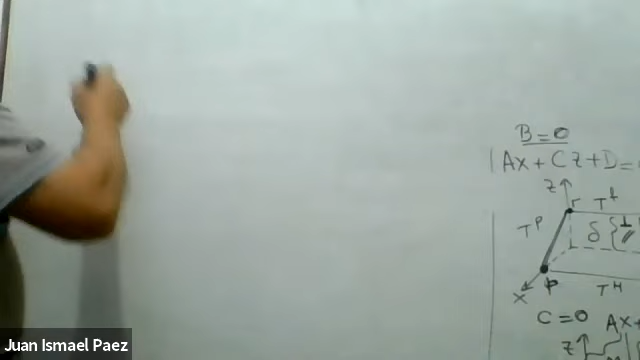 B = 0
Ax + Cz + D =
z
r
T^L
T^P
δ {⊥
x
P
T^H
C = 0 Ax +
z
Juan Ismael Paez